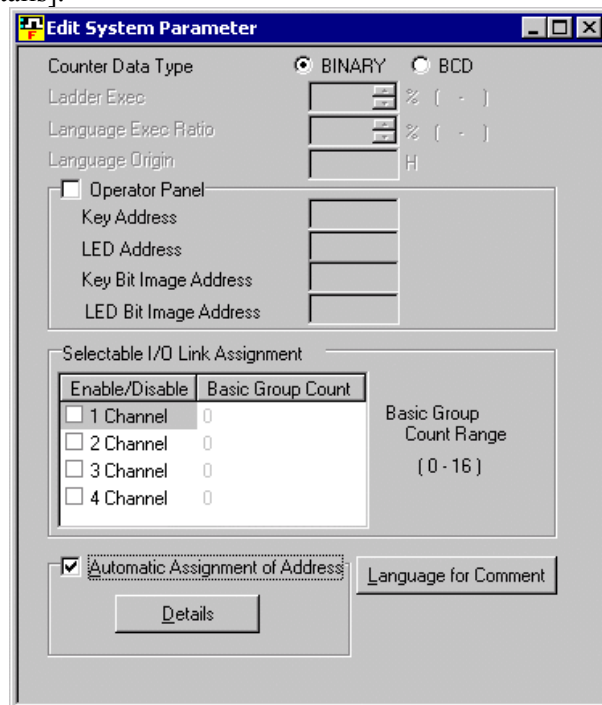 tails].
Edit System Parameter
Counter Data Type BINARY BCD
Ladder Exec % ( - )
Language Exec Ratio % ( - )
Language Origin H
Operator Panel
Key Address
LED Address
Key Bit Image Address
LED Bit Image Address
Selectable I/O Link Assignment
Enable/Disable Basic Group Count
1 Channel 0
2 Channel 0
3 Channel 0
4 Channel 0
Basic Group
Count Range
( 0 - 16 )
Automatic Assignment of Address
Language for Comment
Details